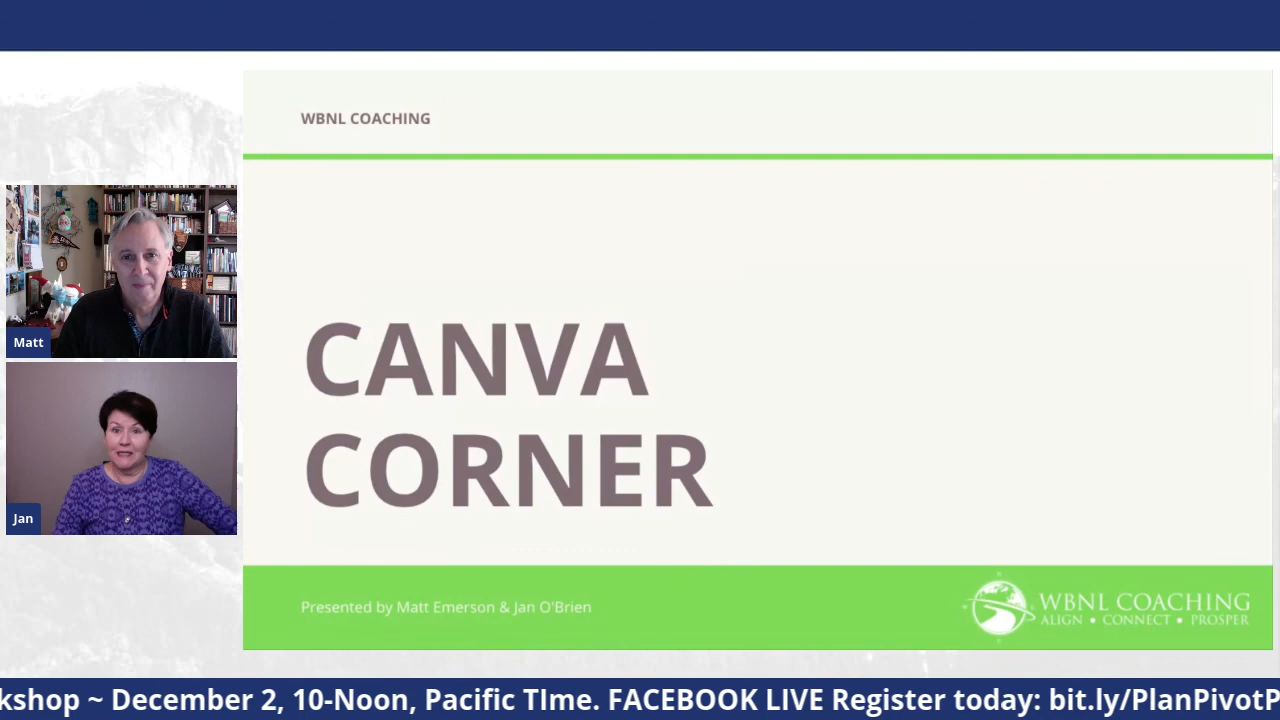 WBNL COACHING
CANVA
CORNER
Matt
Jan
Presented by Matt Emerson & Jan O'Brien
WBNL COACHING
ALIGN • CONNECT • PROSPER
kshop ~ December 2, 10-Noon, Pacific TIme. FACEBOOK LIVE Register today: bit.ly/PlanPivotP